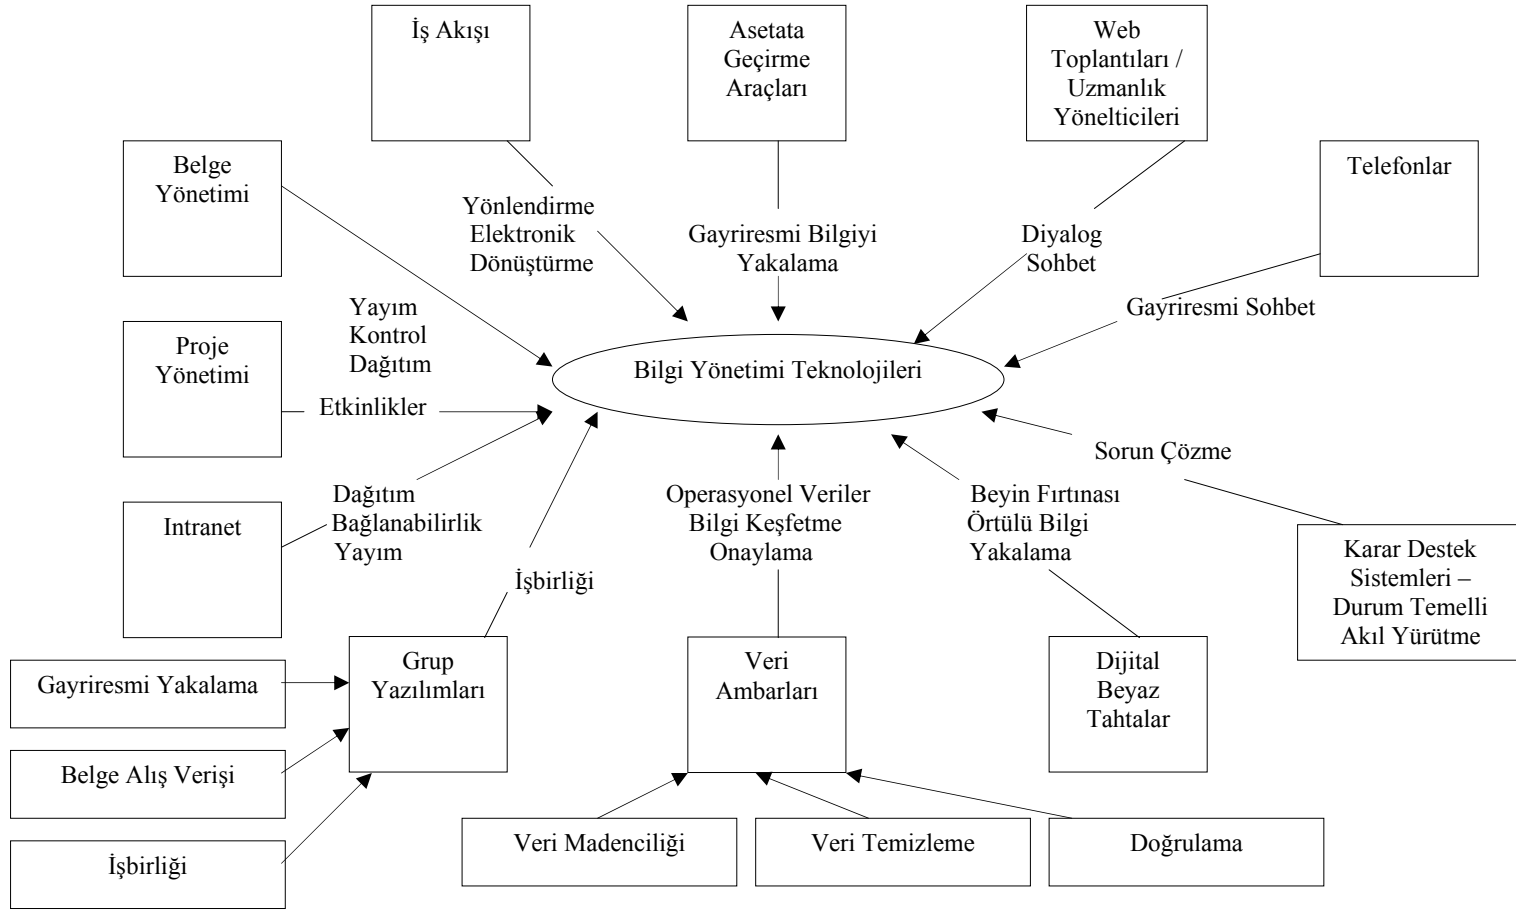 İş Akışı
Asetata
Geçirme
Araçları
Web
Toplantıları /
Uzmanlık
Yönelticileri
Belge
Yönetimi
Telefonlar
Yönlendirme
Elektronik
Dönüştürme
Gayriresmi Bilgiyi
Yakalama
Diyalog
Sohbet
Gayriresmi Sohbet
Yayım
Kontrol
Dağıtım
Proje
Yönetimi
Bilgi Yönetimi Teknolojileri
Etkinlikler
Sorun Çözme
Intranet
Dağıtım
Bağlanabilirlik
Yayım
Operasyonel Veriler
Bilgi Keşfetme
Onaylama
Beyin Fırtınası
Örtülü Bilgi
Yakalama
Karar Destek
Sistemleri –
Durum Temelli
Akıl Yürütme
İşbirliği
Grup
Yazılımları
Veri
Ambarları
Dijital
Beyaz
Tahtalar
Gayriresmi Yakalama
Belge Alış Verişi
İşbirliği
Veri Madenciliği
Veri Temizleme
Doğrulama